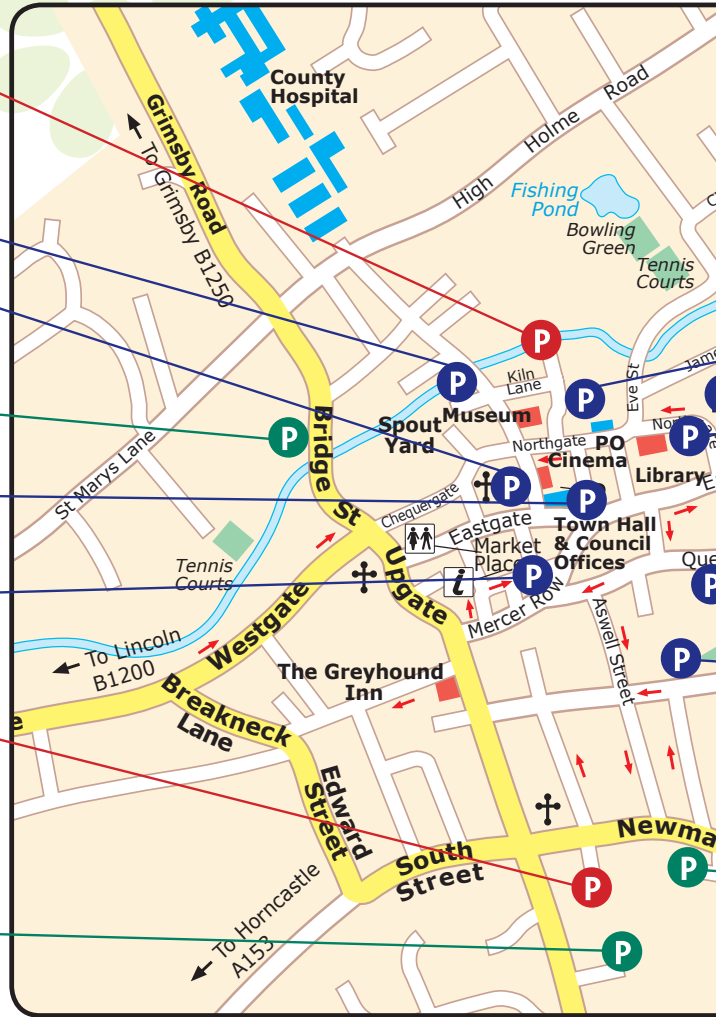 County
Hospital
Grimsby Road
To Grimsby B1250
High Holme Road
Fishing
Pond
Bowling
Green
Tennis
Courts
P
Kiln
Lane
P
P
Eve St
Jame
Museum
Spout
Yard
Bridge St
P
P
PO
Northgate
Cinema
Library
St Marys Lane
P
P
Chequergate
Eastgate
Town Hall
& Council
Offices
Market
Place
i
P
Mercer Row
Que
P
Tennis
Courts
Upgate
Westgate
To Lincoln
B1200
Aswell Street
P
The Greyhound
Inn
Breakneck
Lane
Edward
Street
South
Street
Newma
P
P
P
To Horncastle
A153